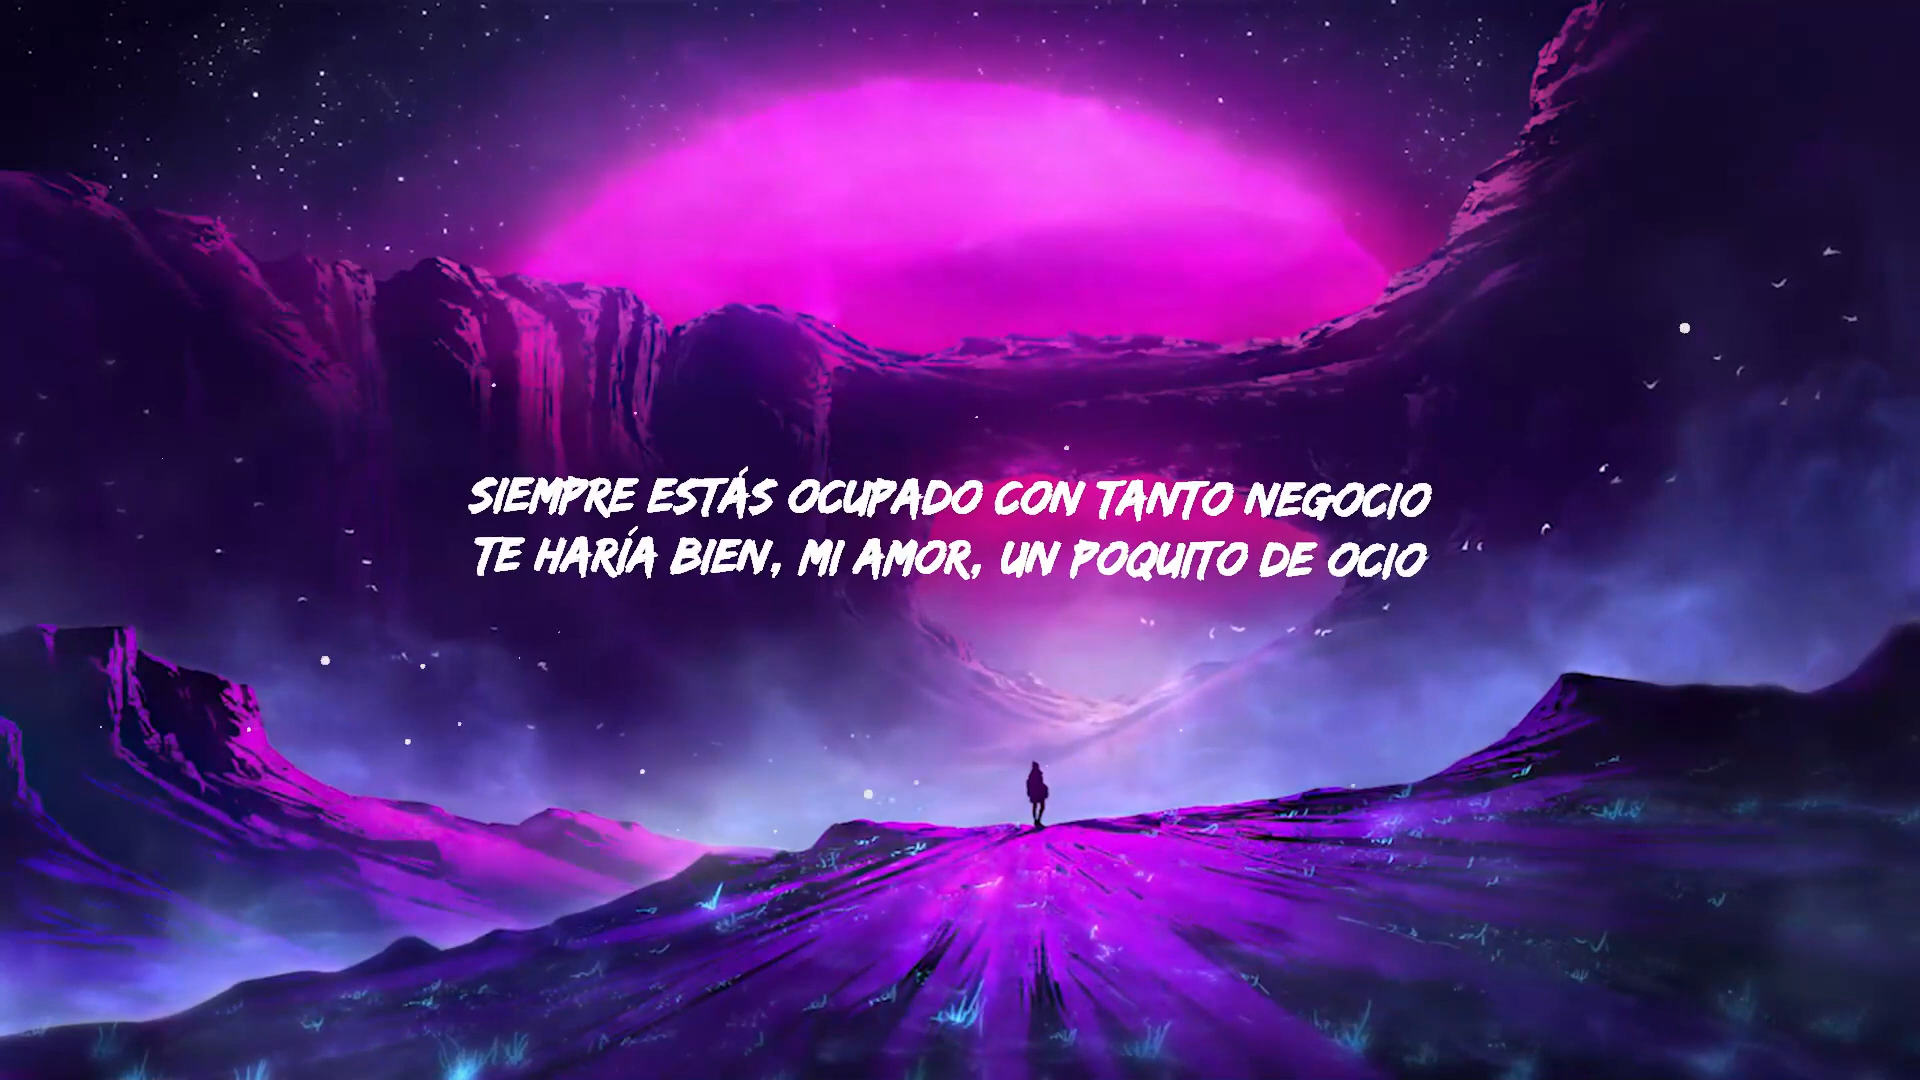 SIEMPRE ESTÁS OCUPADO CON TANTO NEGOCIO
TE HARÍA BIEN, MI AMOR, UN POQUITO DE OCIO